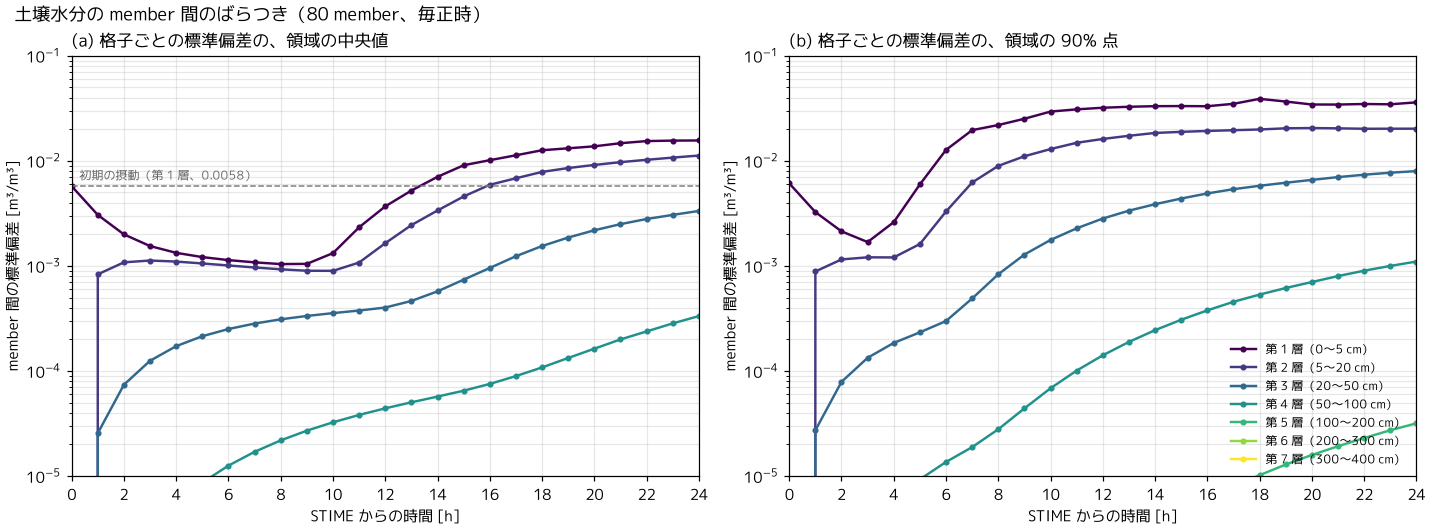 土壌水分の member 間のばらつき（80 member、毎正時）
(a) 格子ごとの標準偏差の、領域の中央値
member 間の標準偏差 [m³/m³]
10⁻¹
10⁻²
10⁻³
10⁻⁴
10⁻⁵
初期の摂動（第 1 層、0.0058）
0 2 4 6 8 10 12 14 16 18 20 22 24
STIME からの時間 [h]
(b) 格子ごとの標準偏差の、領域の 90% 点
member 間の標準偏差 [m³/m³]
10⁻¹
10⁻²
10⁻³
10⁻⁴
10⁻⁵
第 1 層（0〜5 cm）
第 2 層（5〜20 cm）
第 3 層（20〜50 cm）
第 4 層（50〜100 cm）
第 5 層（100〜200 cm）
第 6 層（200〜300 cm）
第 7 層（300〜400 cm）
0 2 4 6 8 10 12 14 16 18 20 22 24
STIME からの時間 [h]